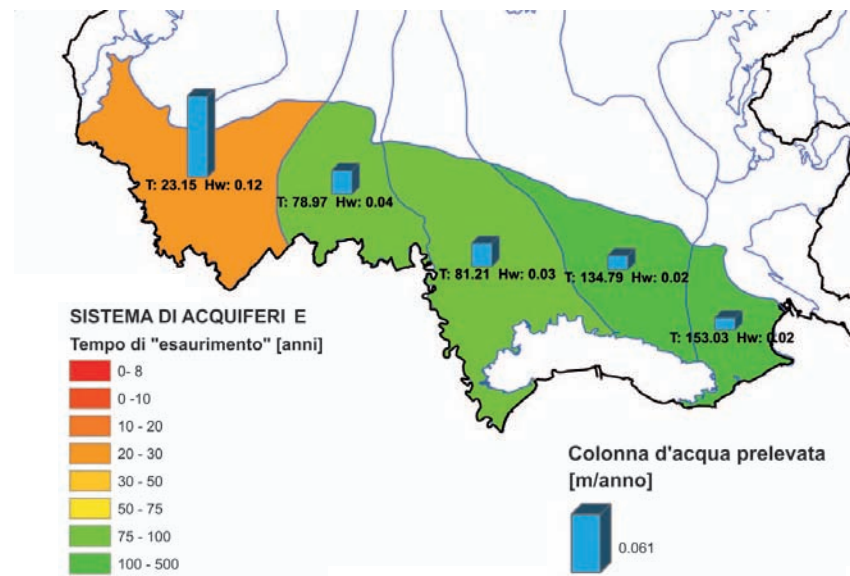 T: 23.15 Hw: 0.12
T: 78.97 Hw: 0.04
T: 81.21 Hw: 0.03
T: 134.79 Hw: 0.02
T: 153.03 Hw: 0.02
SISTEMA DI ACQUIFERI E
Tempo di "esaurimento" [anni]
0- 8
0 -10
10 - 20
20 - 30
30 - 50
50 - 75
75 - 100
100 - 500
Colonna d'acqua prelevata
[m/anno]
0.061